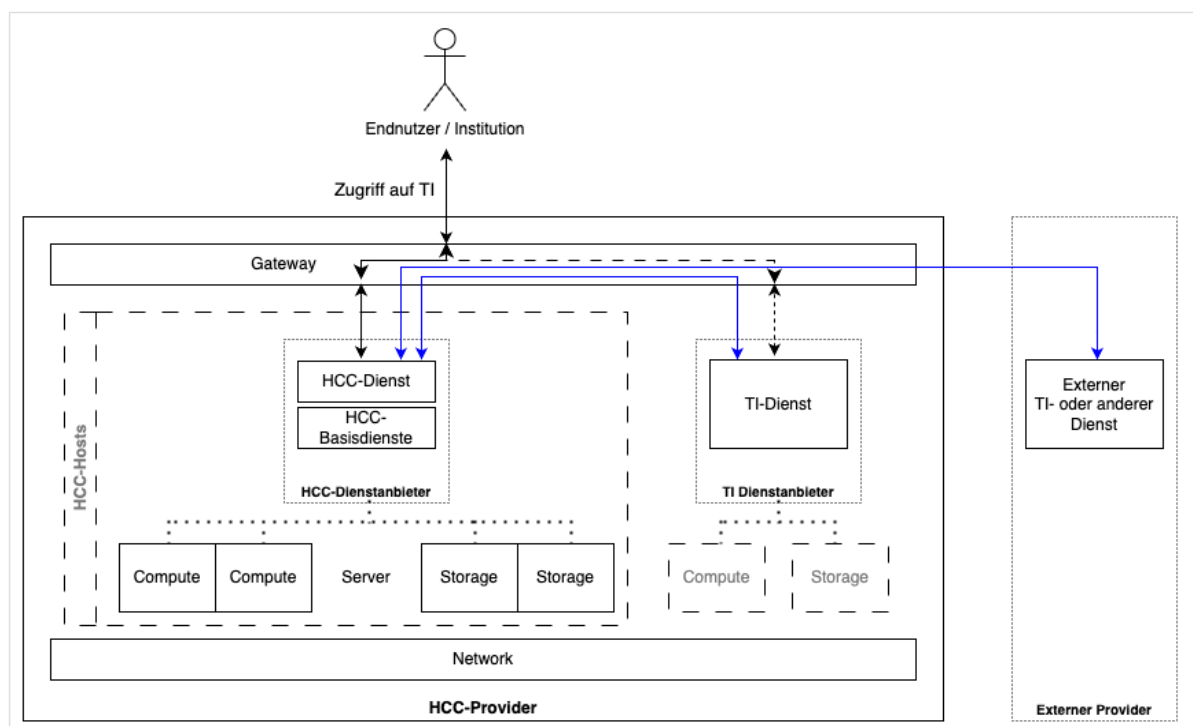 Endnutzer / Institution
Zugriff auf TI
Gateway
HCC-Hosts
HCC-Dienst
HCC-
Basisdienste
HCC-Dienstanbieter
TI-Dienst
TI Dienstanbieter
Externer
TI- oder anderer
Dienst
Compute
Compute
Server
Storage
Storage
Compute
Storage
Network
HCC-Provider
Externer Provider